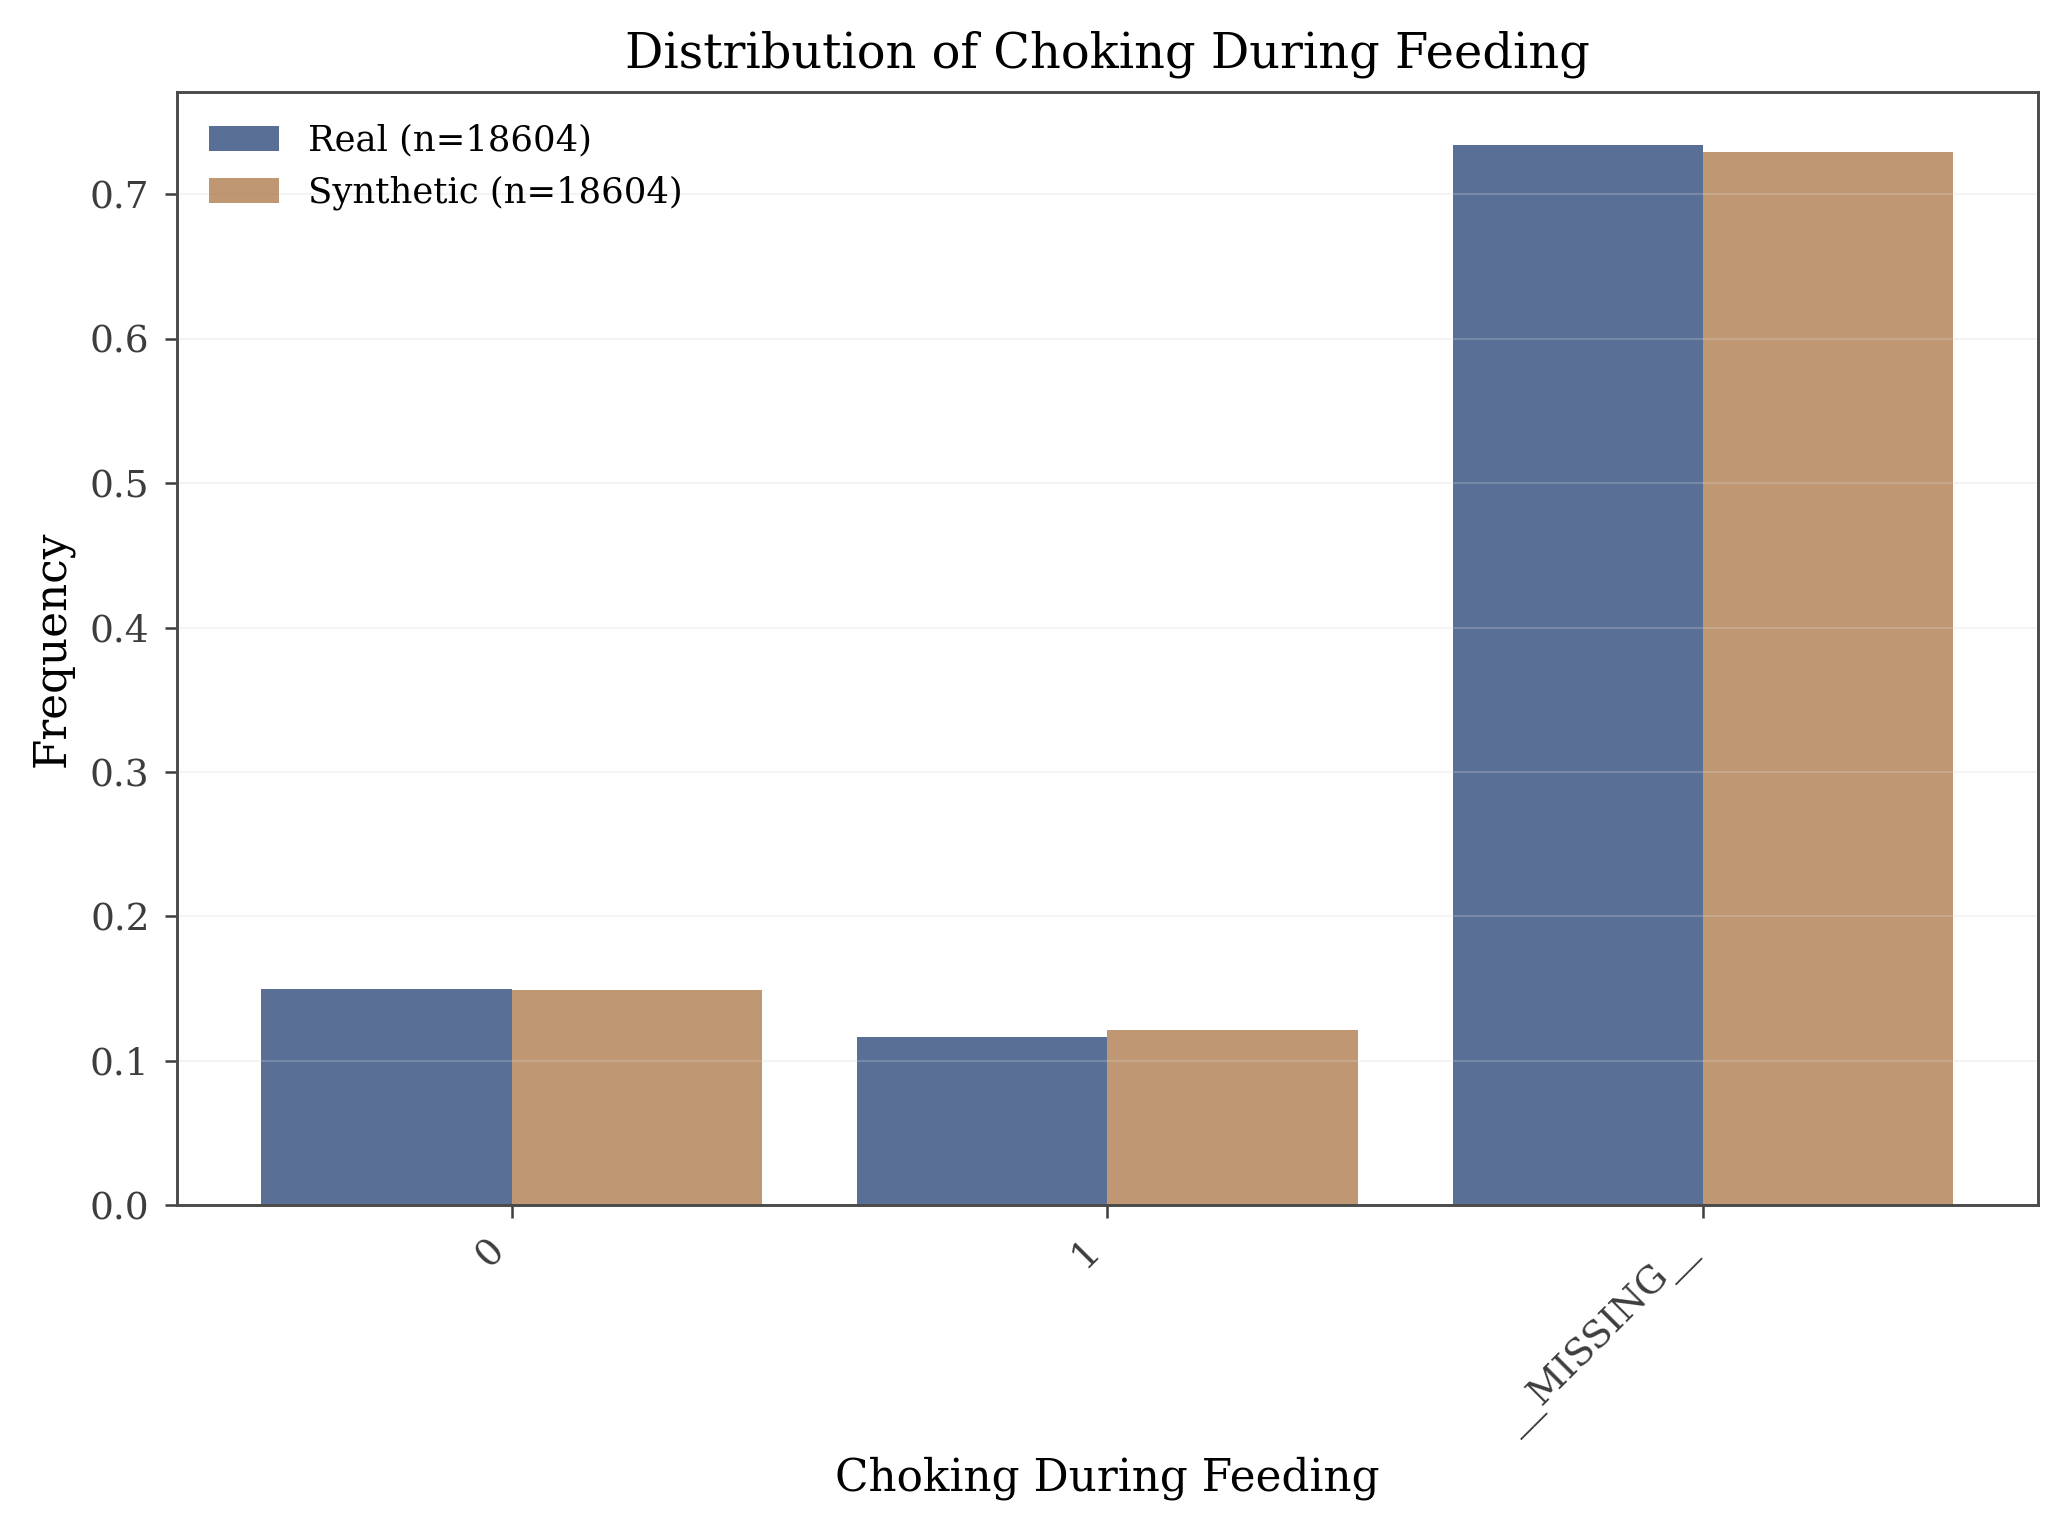 Distribution of Choking During Feeding
Real (n=18604)
Synthetic (n=18604)
Frequency
0.7
0.6
0.5
0.4
0.3
0.2
0.1
0.0
0
1
__MISSING__
Choking During Feeding